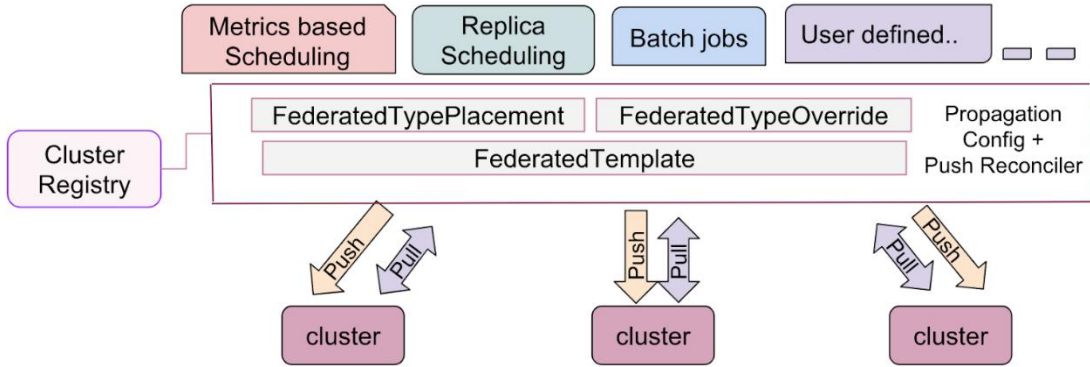 Metrics based
Scheduling
Replica
Scheduling
Batch jobs
User defined..
FederatedTypePlacement
FederatedTypeOverride
FederatedTemplate
Propagation
Config +
Push Reconciler
Cluster
Registry
Push
Pull
Push
Pull
Pull
Push
cluster
cluster
cluster